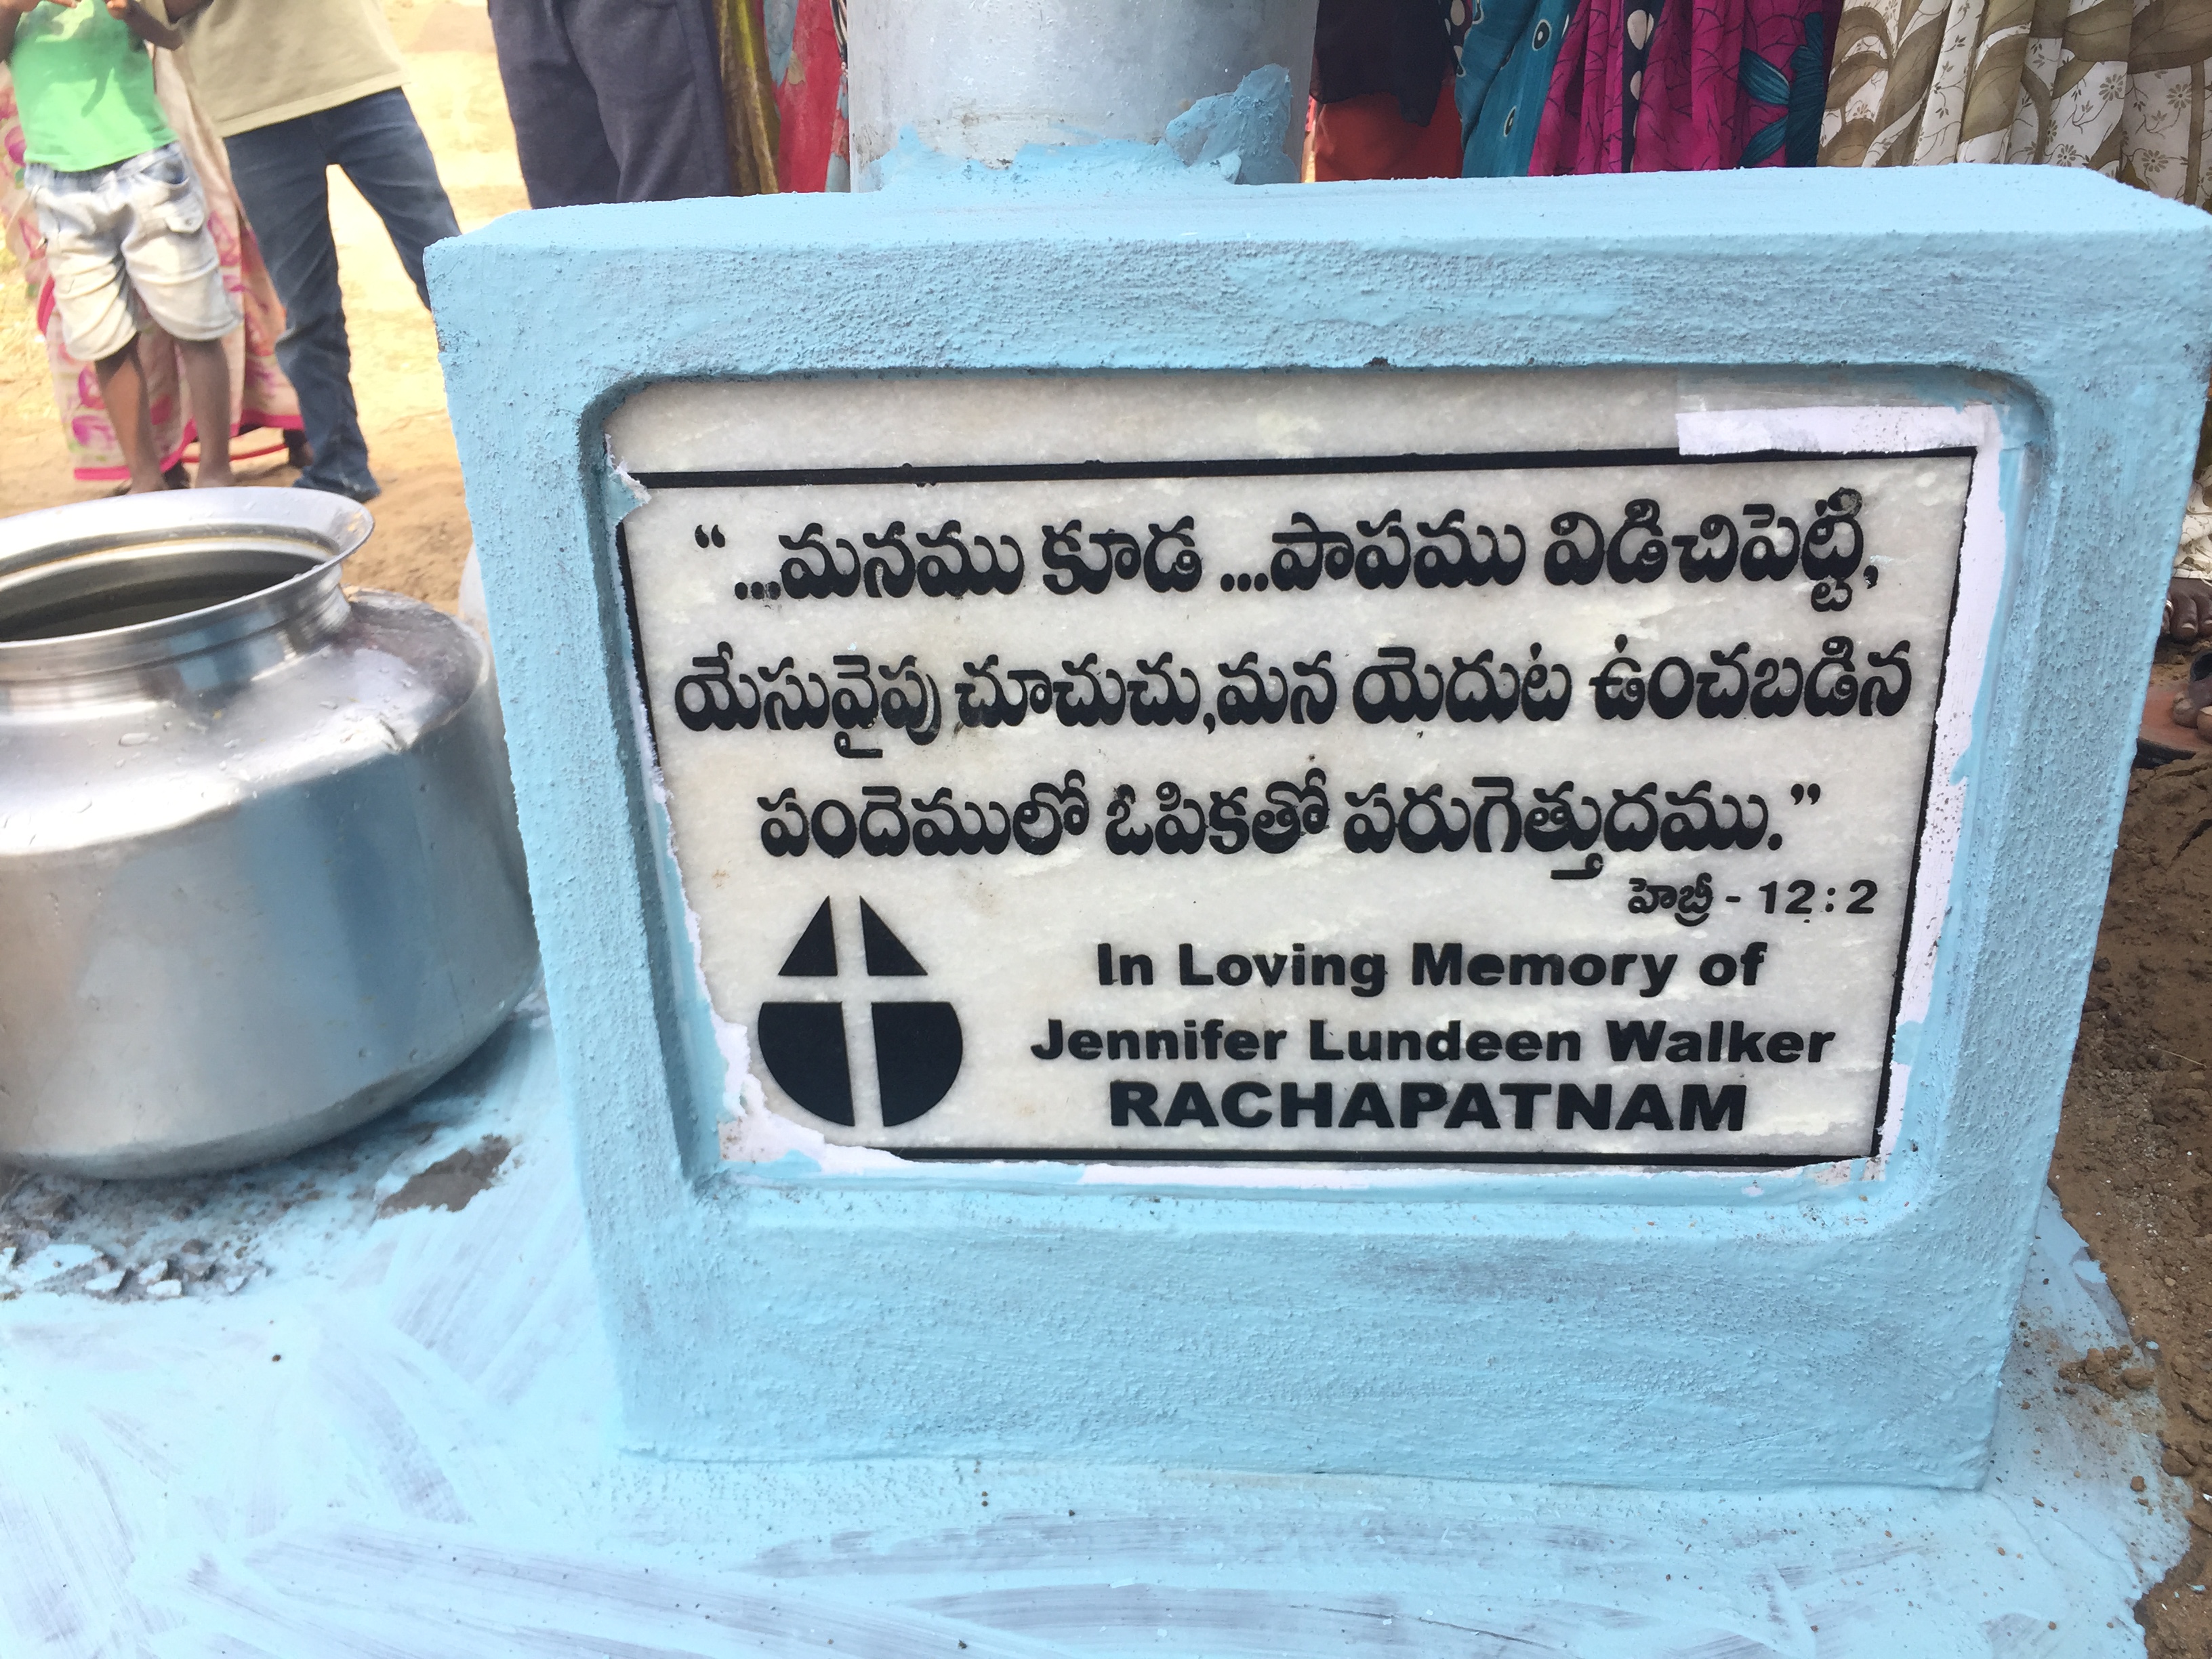 “ ...మనము కూడ ...పాపము విడిచిపెట్టి,
యేసువైపు చూచుచు,మన యెదుట ఉంచబడిన
పందెములో ఓపికతో పరుగెత్తుదము.”
హెబ్రీ - 12:2
In Loving Memory of
Jennifer Lundeen Walker
RACHAPATNAM